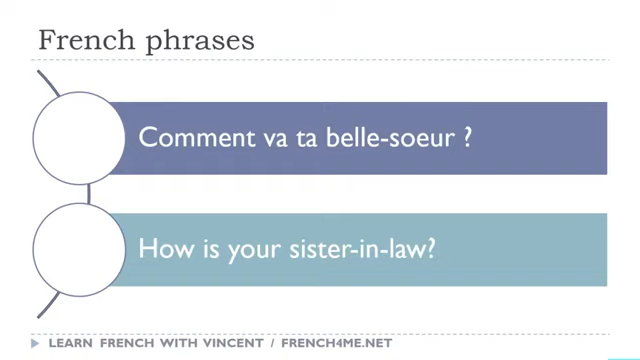 French phrases
Comment va ta belle-soeur ?
How is your sister-in-law?
LEARN FRENCH WITH VINCENT / FRENCH4ME.NET